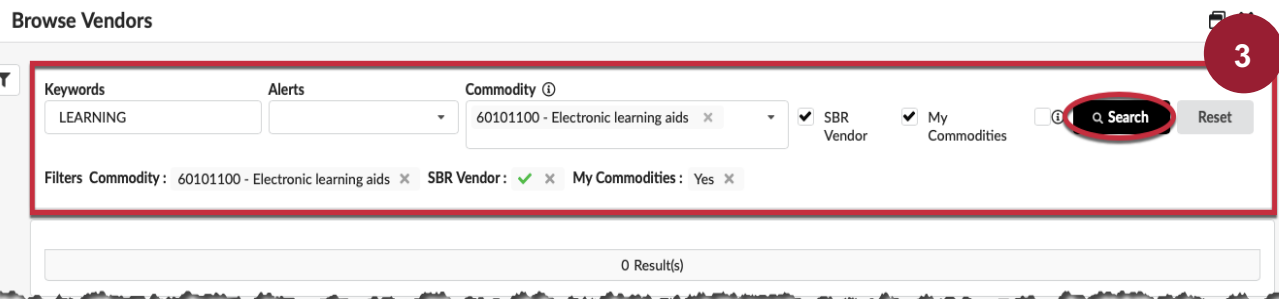 Browse Vendors
3
Keywords Alerts Commodity
LEARNING 60101100 - Electronic learning aids × SBR Vendor My Commodities Search Reset
Filters Commodity : 60101100 - Electronic learning aids × SBR Vendor : ✓ × My Commodities : Yes ×
0 Result(s)